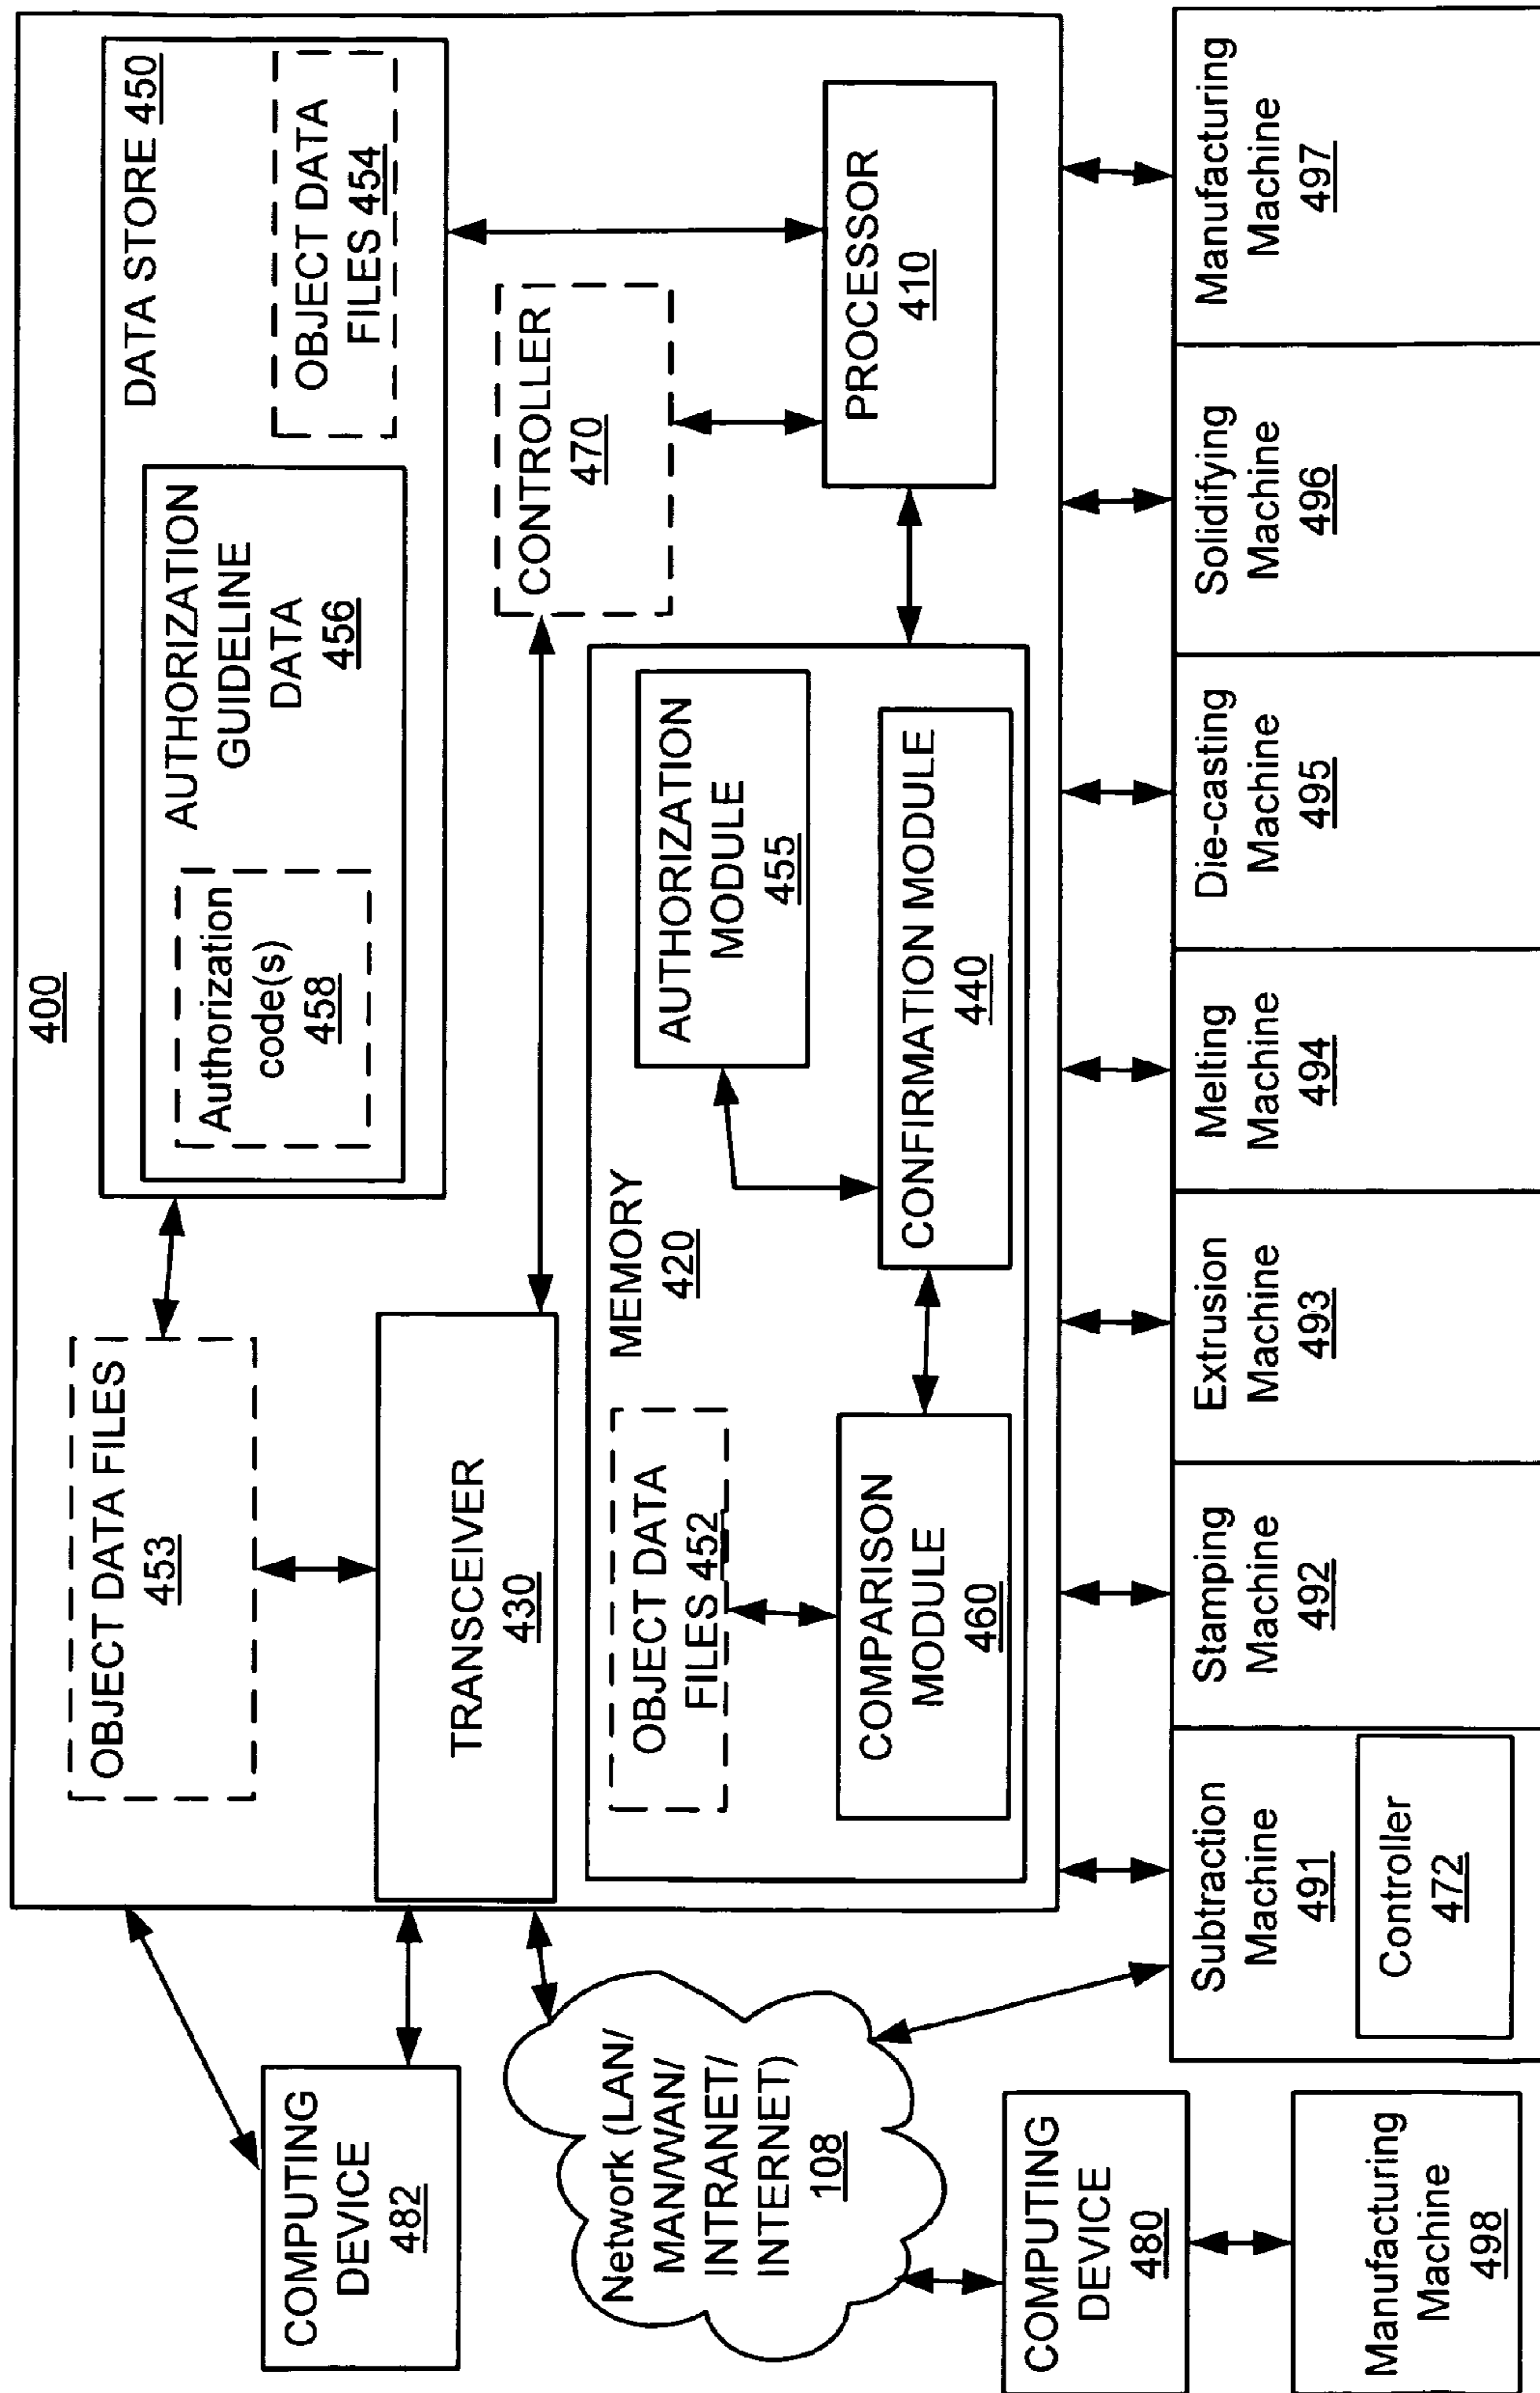 400
DATA STORE 450
OBJECT DATA FILES
453
AUTHORIZATION
GUIDELINE
DATA
456
Authorization
code(s)
458
OBJECT DATA
FILES 454
COMPUTING
DEVICE
482
TRANSCEIVER
430
CONTROLLER
470
PROCESSOR
410
MEMORY
420
OBJECT DATA
FILES 452
COMPARISON
MODULE
460
AUTHORIZATION
MODULE
455
CONFIRMATION MODULE
440
Network (LAN/
MAN/WAN/
INTRANET/
INTERNET)
108
COMPUTING
DEVICE
480
Manufacturing
Machine
498
Subtraction
Machine
491
Controller
472
Stamping
Machine
492
Extrusion
Machine
493
Melting
Machine
494
Die-casting
Machine
495
Solidifying
Machine
496
Manufacturing
Machine
497